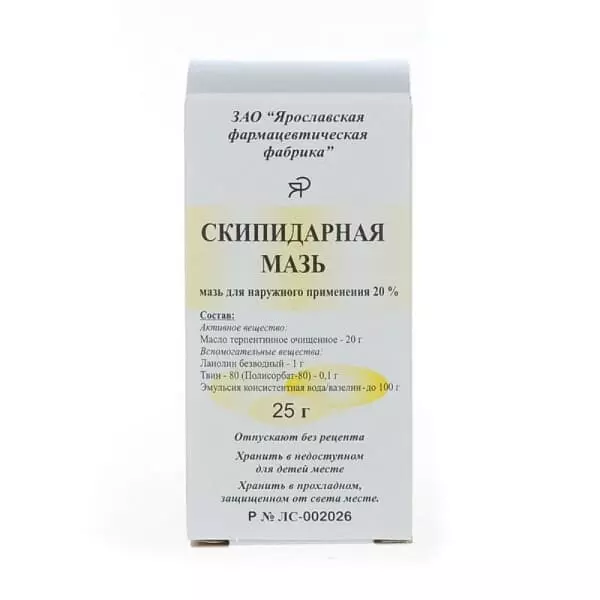 ЗАО “Ярославская
фармацевтическая
фабрика”
СКИПИДАРНАЯ
МАЗЬ
мазь для наружного применения 20 %
Состав:
Активное вещество:
Масло терпентинное очищенное - 20 г
Вспомогательные вещества:
Ланолин безводный - 1 г
Твин - 80 (Полисорбат-80) - 0,1 г
Эмульсия консистентная вода/вазелин -до 100 г
25 г
Отпускают без рецепта
Хранить в недоступном
для детей месте
Хранить в прохладном,
защищенном от света месте.
Р № ЛС-002026